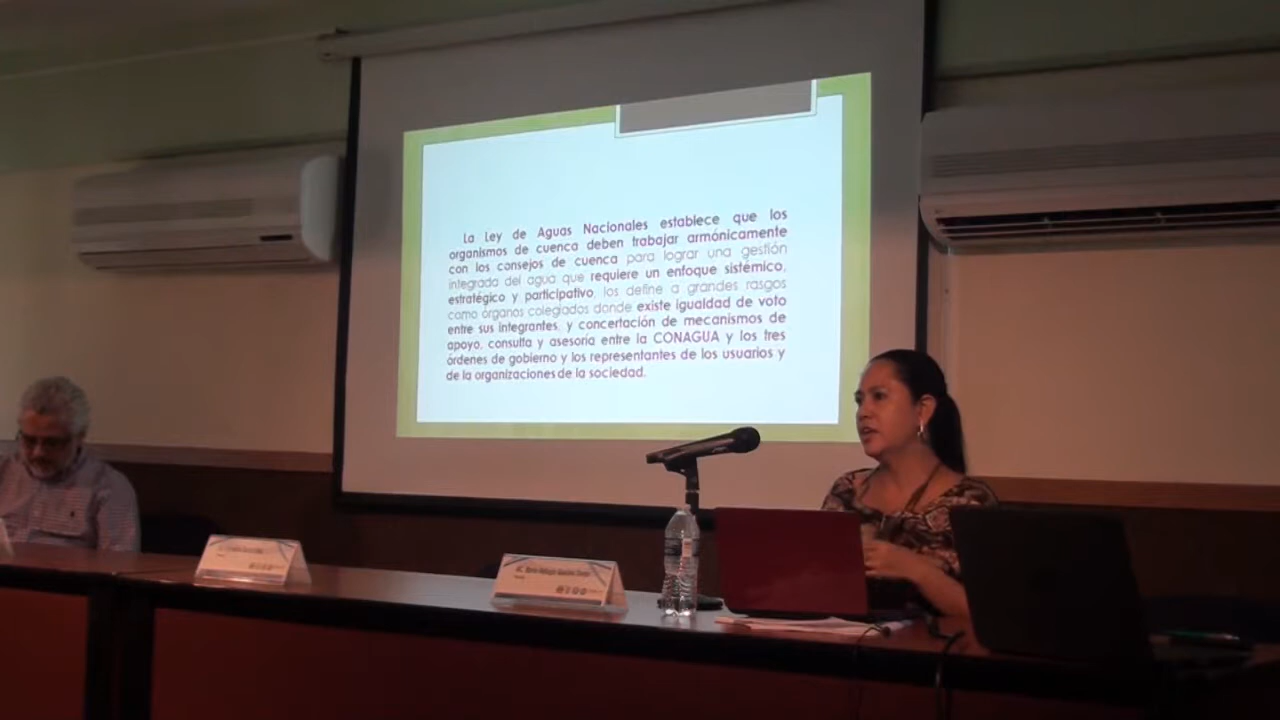 La Ley de Aguas Nacionales establece que los
organismos de cuenca deben trabajar armónicamente
con los consejos de cuenca para lograr una gestión
integrada del agua que requiere un enfoque sistémico,
estratégico y participativo, los define a grandes rasgos
como órganos colegiados donde existe igualdad de voto
entre sus integrantes, y concertación de mecanismos de
apoyo, consulta y asesoría entre la CONAGUA y los tres
órdenes de gobierno y los representantes de los usuarios y
de la organizaciones de la sociedad.